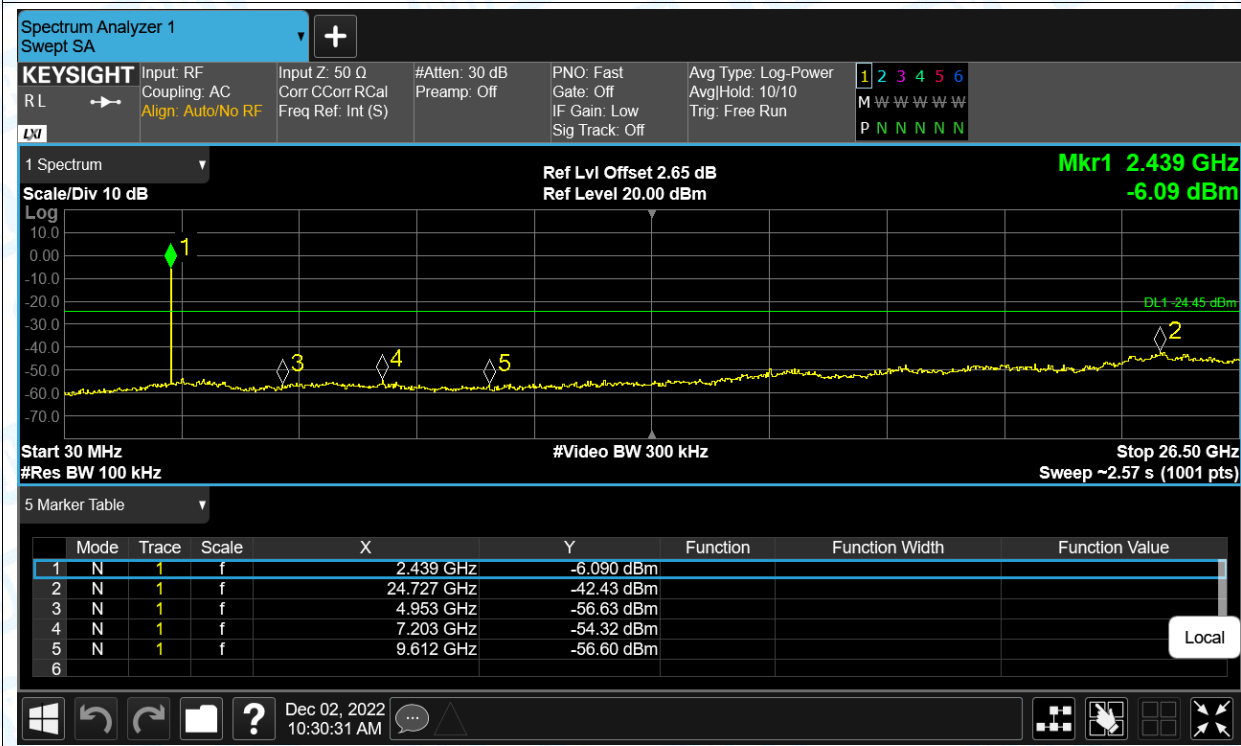 Spectrum Analyzer 1
Swept SA
KEYSIGHT
R L
LXI
Input: RF
Coupling: AC
Align: Auto/No RF
Input Z: 50 Ω
Corr CCorr RCal
Freq Ref: Int (S)
#Atten: 30 dB
Preamp: Off
PNO: Fast
Gate: Off
IF Gain: Low
Sig Track: Off
Avg Type: Log-Power
Avg|Hold: 10/10
Trig: Free Run
1 2 3 4 5 6
M W W W W W
P N N N N N
1 Spectrum
Scale/Div 10 dB
Ref Lvl Offset 2.65 dB
Ref Level 20.00 dBm
Mkr1 2.439 GHz
-6.09 dBm
Log
10.0
0.00
-10.0
-20.0
-30.0
-40.0
-50.0
-60.0
-70.0
1
DL1 -24.45 dBm
2
3
4
5
Start 30 MHz
#Res BW 100 kHz
#Video BW 300 kHz
Stop 26.50 GHz
Sweep ~2.57 s (1001 pts)
5 Marker Table
Mode Trace Scale X Y Function Function Width Function Value
1 N 1 f 2.439 GHz -6.090 dBm
2 N 1 f 24.727 GHz -42.43 dBm
3 N 1 f 4.953 GHz -56.63 dBm
4 N 1 f 7.203 GHz -54.32 dBm
5 N 1 f 9.612 GHz -56.60 dBm
6
Local
?
Dec 02, 2022
10:30:31 AM